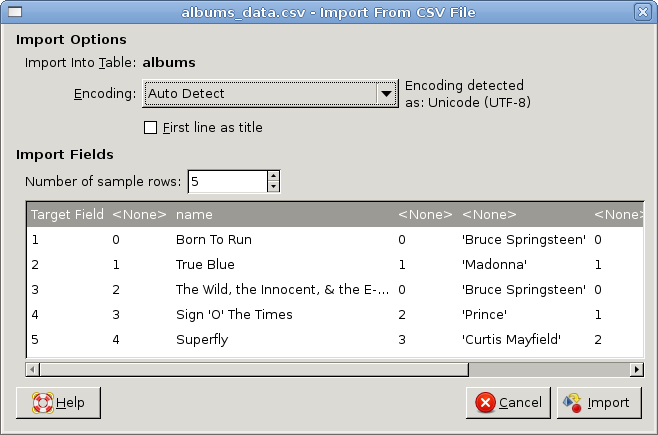 albums_data.csv - Import From CSV File
Import Options
Import Into Table: albums
Encoding: Auto Detect Encoding detected
as: Unicode (UTF-8)
First line as title
Import Fields
Number of sample rows: 5
Target Field <None> name <None> <None> <None>
1 0 Born To Run 0 'Bruce Springsteen' 0
2 1 True Blue 1 'Madonna' 1
3 2 The Wild, the Innocent, & the E-... 0 'Bruce Springsteen' 0
4 3 Sign 'O' The Times 2 'Prince' 1
5 4 Superfly 3 'Curtis Mayfield' 2
Help Cancel Import